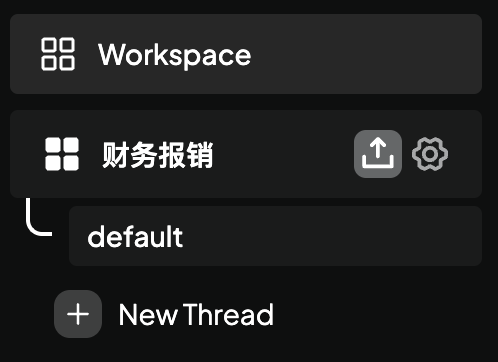 Workspace
财务报销
default
New Thread